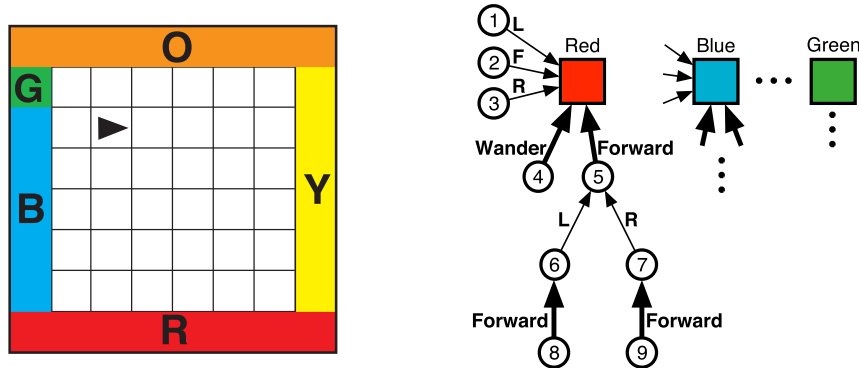 O
G
B
Y
R
1 L
2 F
3 R
Red
Blue
Green
Wander
Forward
4
5
L
R
6
7
Forward
Forward
8
9